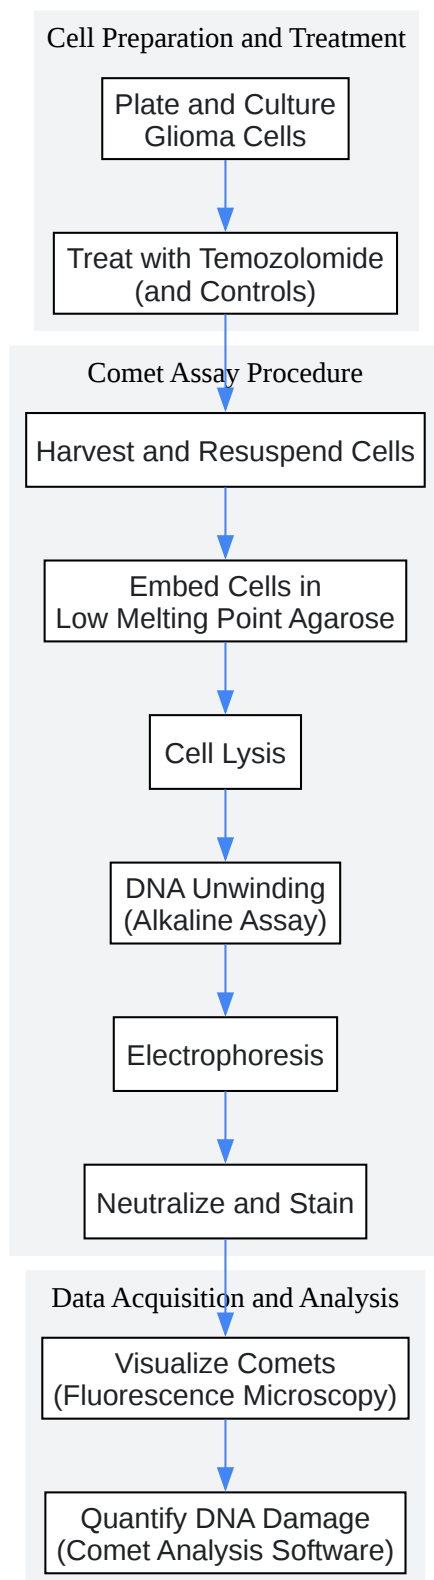 Cell Preparation and Treatment
Plate and Culture
Glioma Cells
Treat with Temozolomide
(and Controls)
Comet Assay Procedure
Harvest and Resuspend Cells
Embed Cells in
Low Melting Point Agarose
Cell Lysis
DNA Unwinding
(Alkaline Assay)
Electrophoresis
Neutralize and Stain
Data Acquisition and Analysis
Visualize Comets
(Fluorescence Microscopy)
Quantify DNA Damage
(Comet Analysis Software)